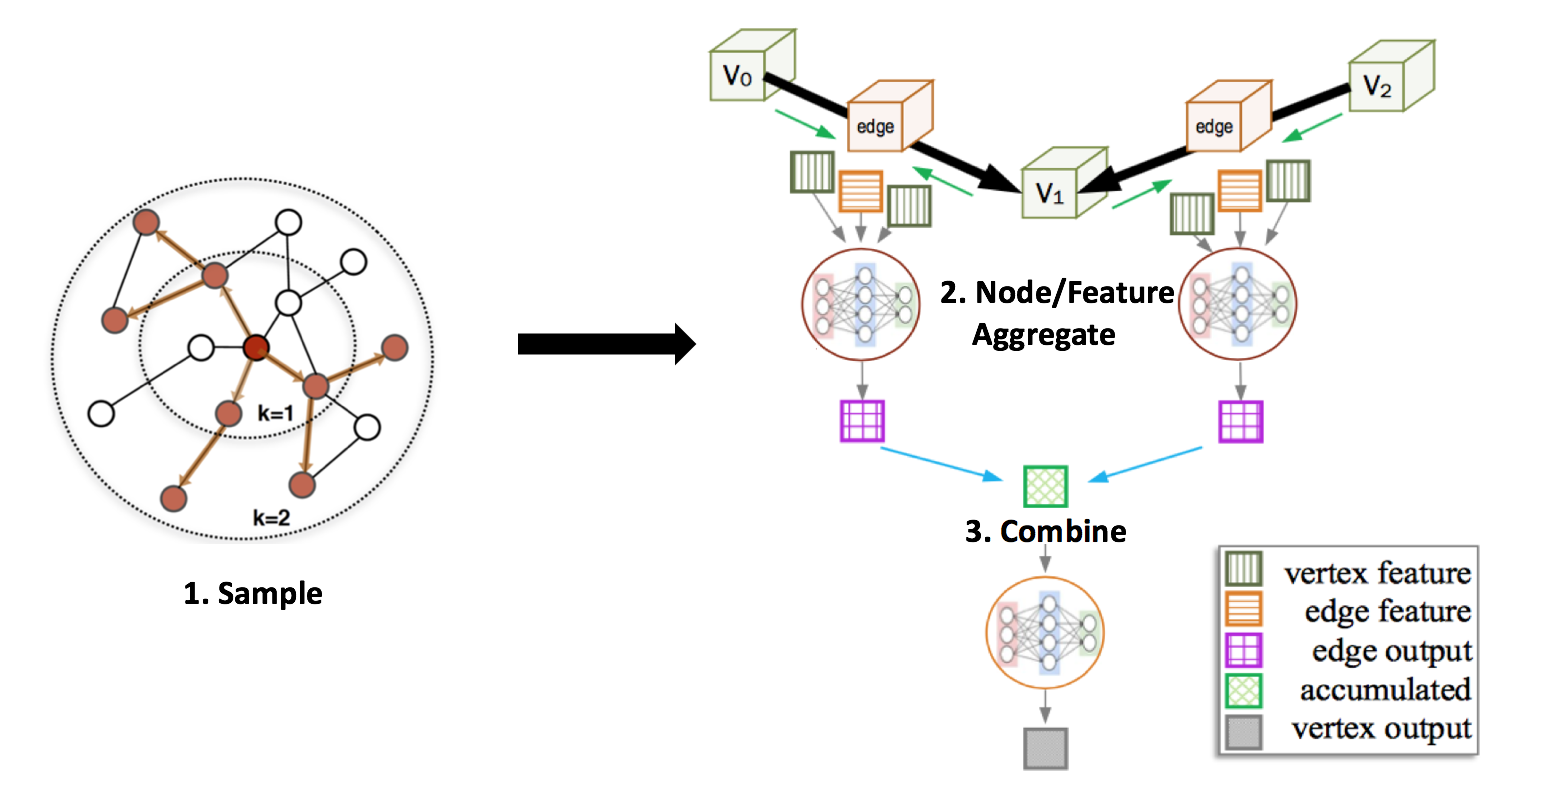 k=1
k=2
1. Sample
V₀
edge
V₁
edge
V₂
2. Node/Feature
Aggregate
3. Combine
vertex feature
edge feature
edge output
accumulated
vertex output